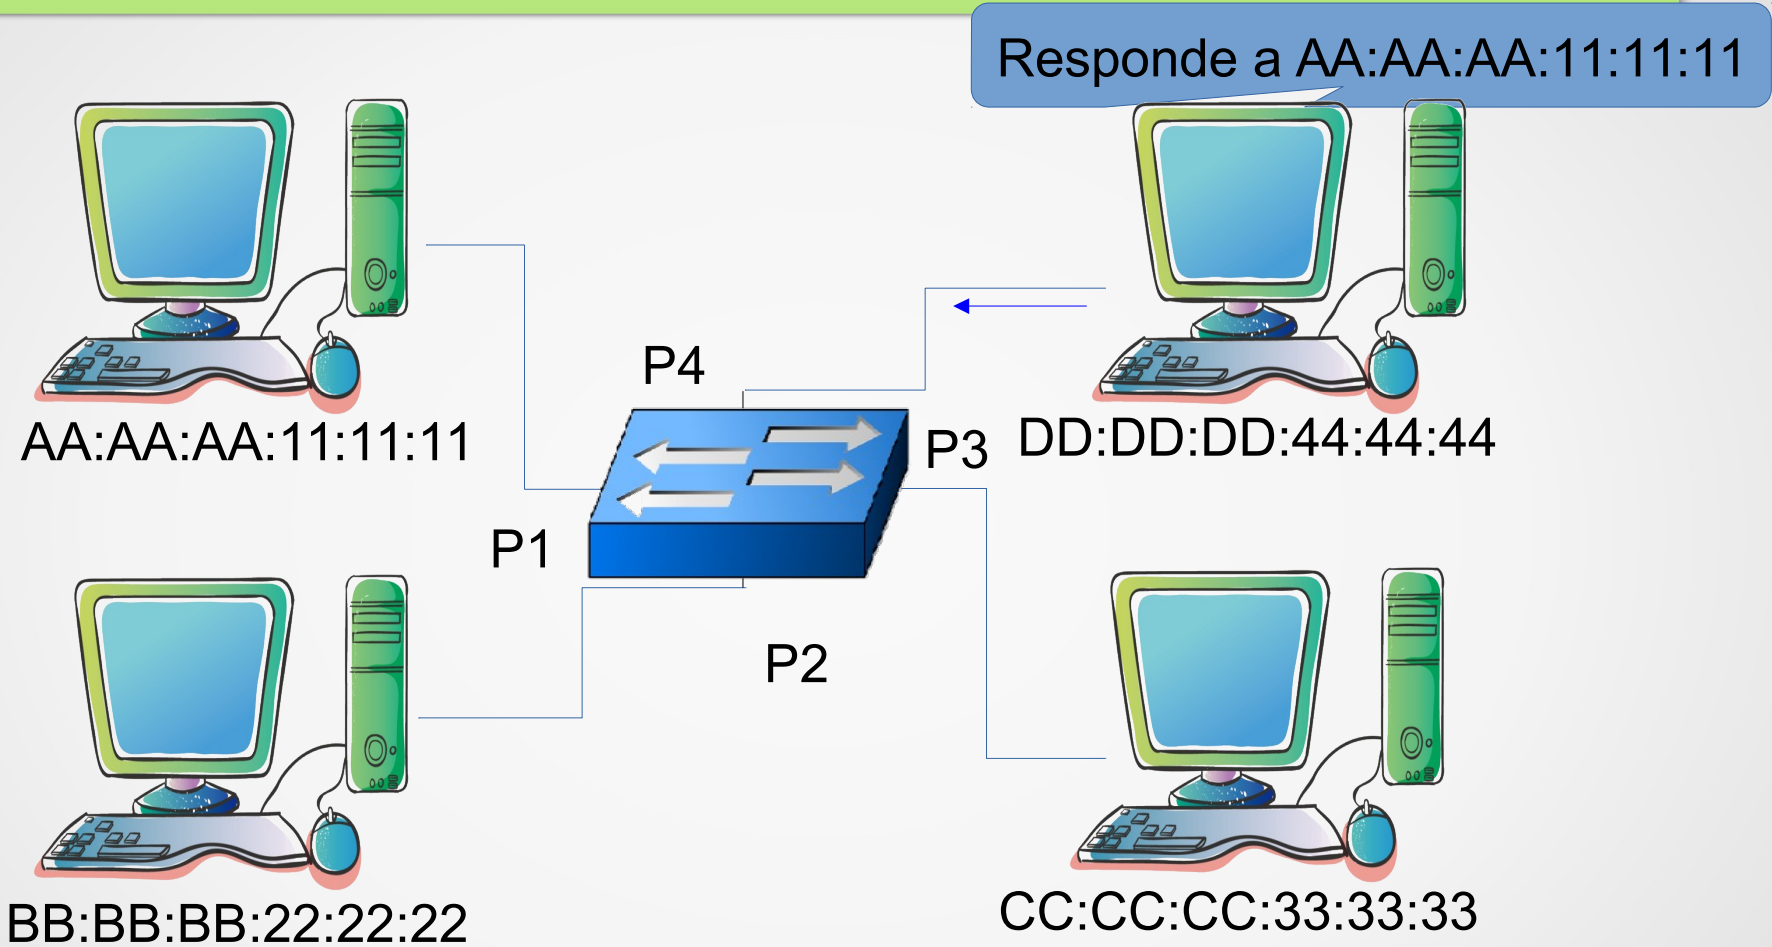 Responde a AA:AA:AA:11:11:11
P4
AA:AA:AA:11:11:11
P3
DD:DD:DD:44:44:44
P1
P2
BB:BB:BB:22:22:22
CC:CC:CC:33:33:33